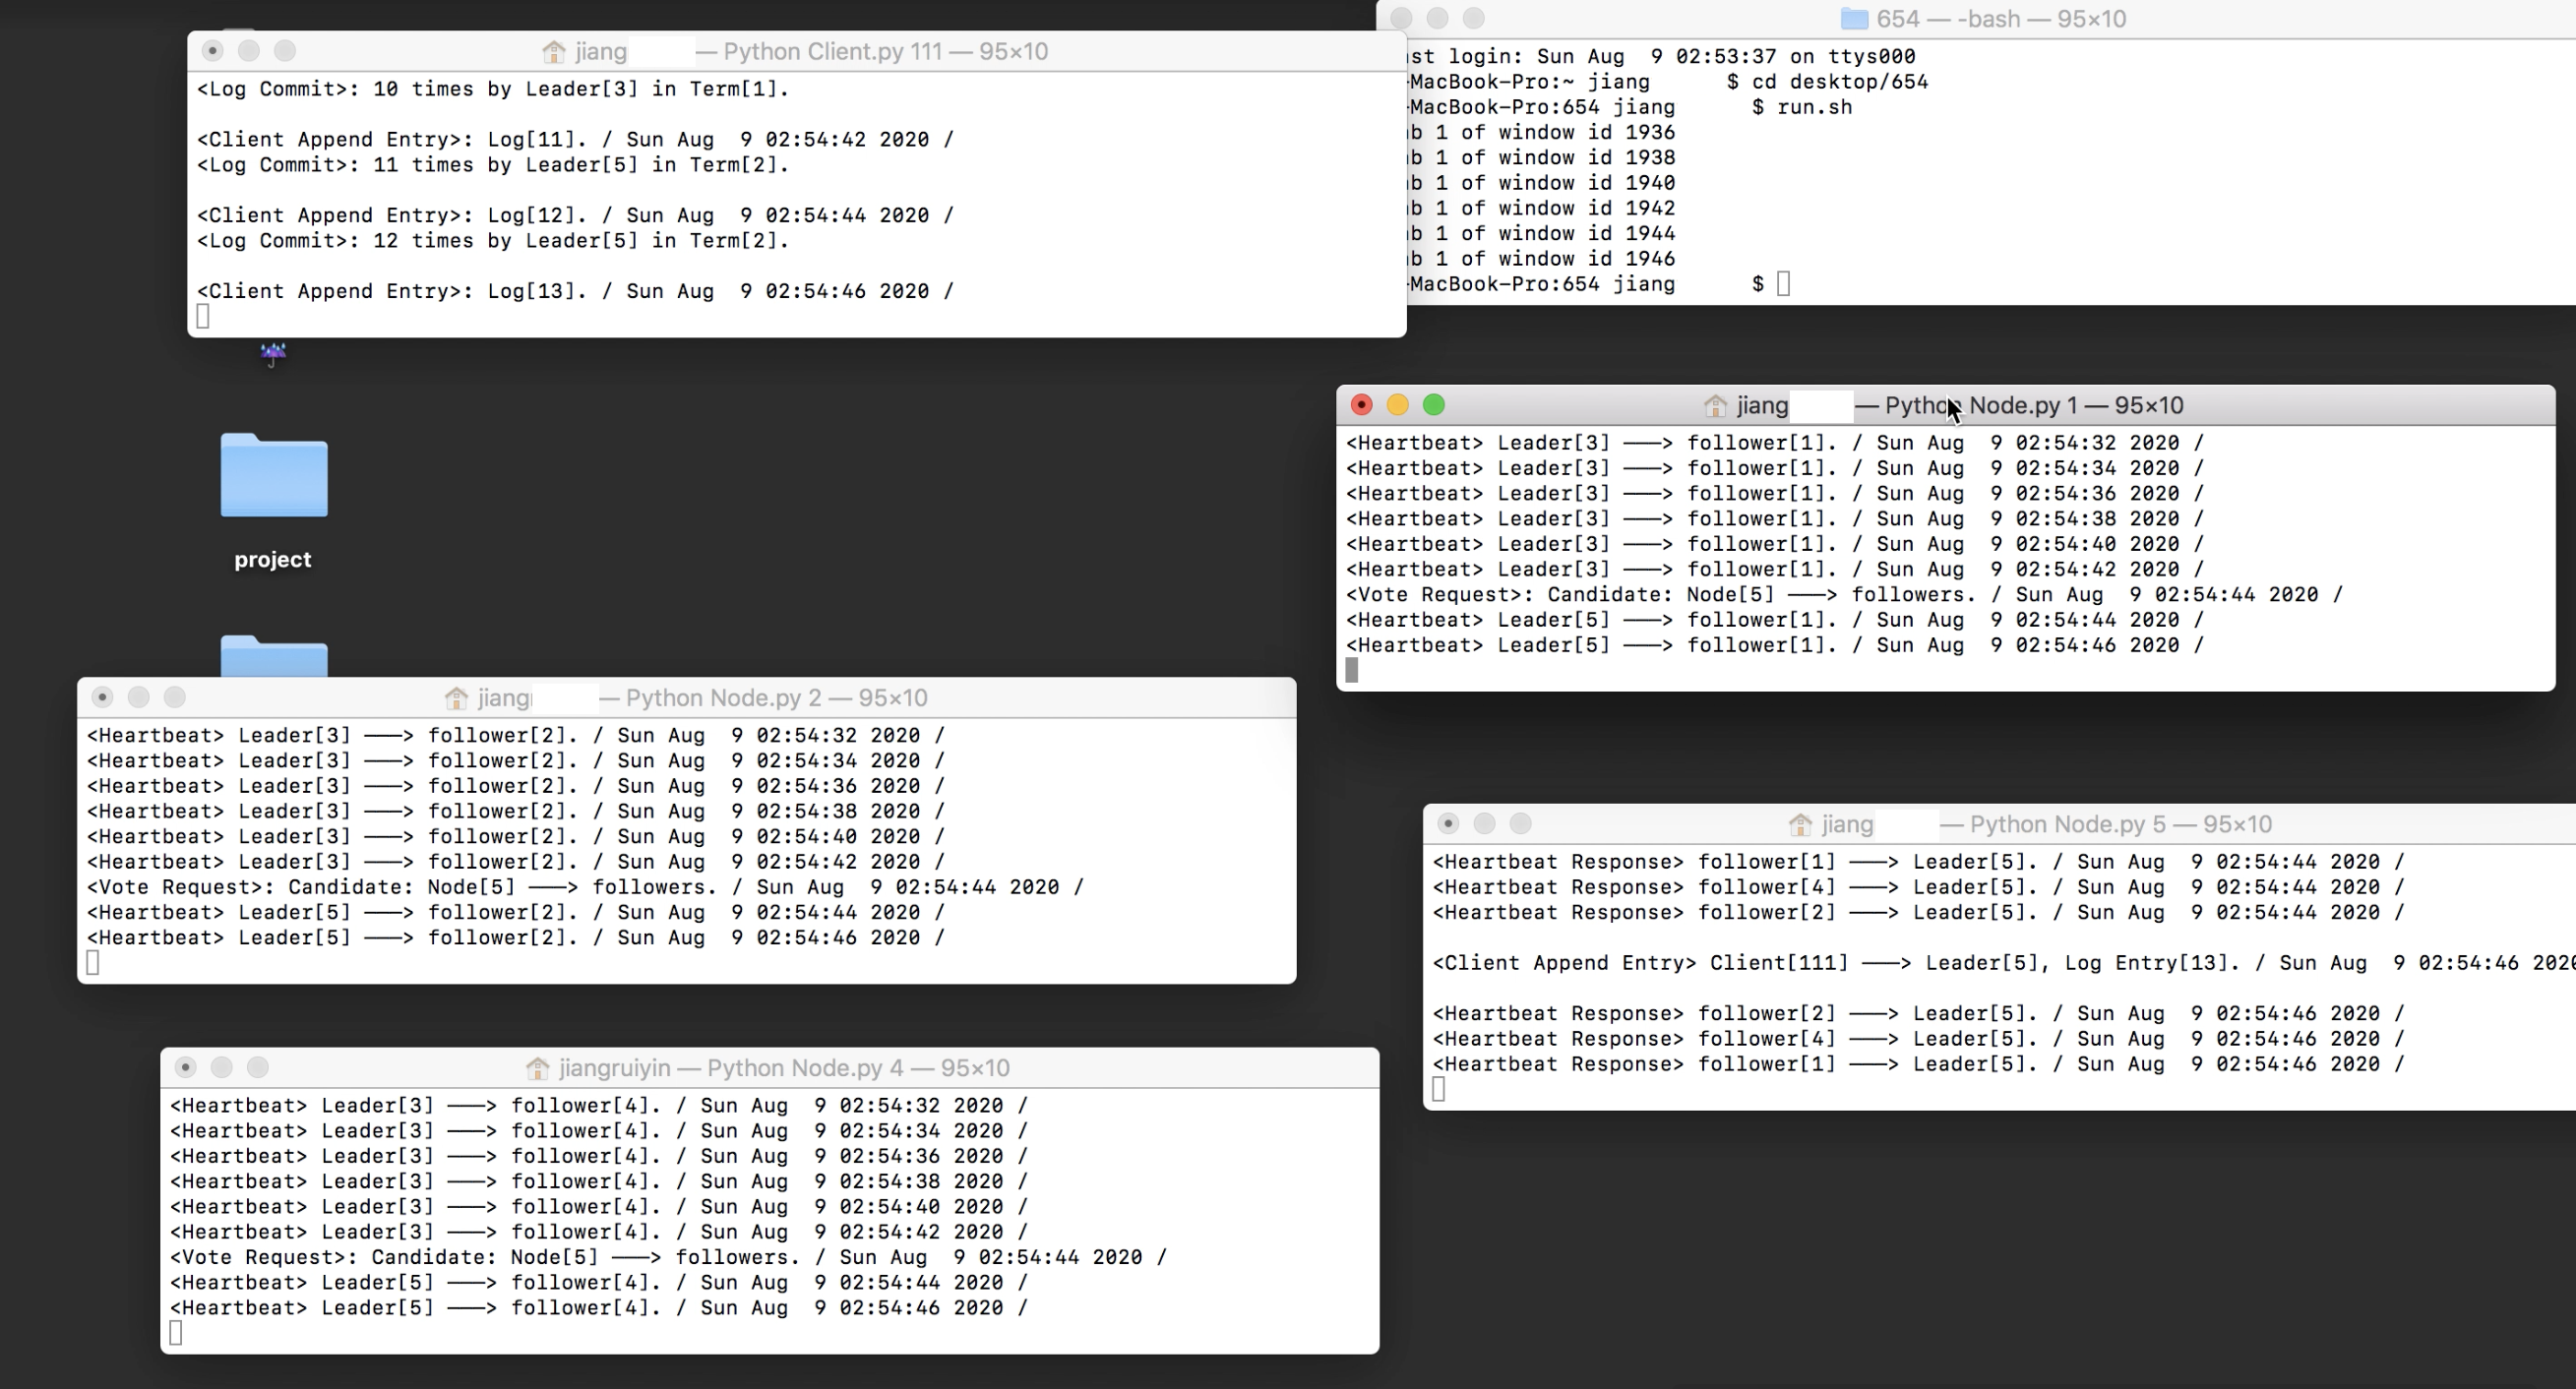 jiang — Python Client.py 111 — 95×10
<Log Commit>: 10 times by Leader[3] in Term[1].
<Client Append Entry>: Log[11]. / Sun Aug  9 02:54:42 2020 /
<Log Commit>: 11 times by Leader[5] in Term[2].
<Client Append Entry>: Log[12]. / Sun Aug  9 02:54:44 2020 /
<Log Commit>: 12 times by Leader[5] in Term[2].
<Client Append Entry>: Log[13]. / Sun Aug  9 02:54:46 2020 /
654 — -bash — 95×10
st login: Sun Aug  9 02:53:37 on ttys000
-MacBook-Pro:~ jiang $ cd desktop/654
-MacBook-Pro:654 jiang $ run.sh
b 1 of window id 1936
b 1 of window id 1938
b 1 of window id 1940
b 1 of window id 1942
b 1 of window id 1944
b 1 of window id 1946
-MacBook-Pro:654 jiang $
project
jiang — Python Node.py 1 — 95×10
<Heartbeat> Leader[3] ———> follower[1]. / Sun Aug  9 02:54:32 2020 /
<Heartbeat> Leader[3] ———> follower[1]. / Sun Aug  9 02:54:34 2020 /
<Heartbeat> Leader[3] ———> follower[1]. / Sun Aug  9 02:54:36 2020 /
<Heartbeat> Leader[3] ———> follower[1]. / Sun Aug  9 02:54:38 2020 /
<Heartbeat> Leader[3] ———> follower[1]. / Sun Aug  9 02:54:40 2020 /
<Heartbeat> Leader[3] ———> follower[1]. / Sun Aug  9 02:54:42 2020 /
<Vote Request>: Candidate: Node[5] ———> followers. / Sun Aug  9 02:54:44 2020 /
<Heartbeat> Leader[5] ———> follower[1]. / Sun Aug  9 02:54:44 2020 /
<Heartbeat> Leader[5] ———> follower[1]. / Sun Aug  9 02:54:46 2020 /
jiang — Python Node.py 2 — 95×10
<Heartbeat> Leader[3] ———> follower[2]. / Sun Aug  9 02:54:32 2020 /
<Heartbeat> Leader[3] ———> follower[2]. / Sun Aug  9 02:54:34 2020 /
<Heartbeat> Leader[3] ———> follower[2]. / Sun Aug  9 02:54:36 2020 /
<Heartbeat> Leader[3] ———> follower[2]. / Sun Aug  9 02:54:38 2020 /
<Heartbeat> Leader[3] ———> follower[2]. / Sun Aug  9 02:54:40 2020 /
<Heartbeat> Leader[3] ———> follower[2]. / Sun Aug  9 02:54:42 2020 /
<Vote Request>: Candidate: Node[5] ———> followers. / Sun Aug  9 02:54:44 2020 /
<Heartbeat> Leader[5] ———> follower[2]. / Sun Aug  9 02:54:44 2020 /
<Heartbeat> Leader[5] ———> follower[2]. / Sun Aug  9 02:54:46 2020 /
jiang — Python Node.py 5 — 95×10
<Heartbeat Response> follower[1] ———> Leader[5]. / Sun Aug  9 02:54:44 2020 /
<Heartbeat Response> follower[4] ———> Leader[5]. / Sun Aug  9 02:54:44 2020 /
<Heartbeat Response> follower[2] ———> Leader[5]. / Sun Aug  9 02:54:44 2020 /
<Client Append Entry> Client[111] ———> Leader[5], Log Entry[13]. / Sun Aug  9 02:54:46 2020
<Heartbeat Response> follower[2] ———> Leader[5]. / Sun Aug  9 02:54:46 2020 /
<Heartbeat Response> follower[4] ———> Leader[5]. / Sun Aug  9 02:54:46 2020 /
<Heartbeat Response> follower[1] ———> Leader[5]. / Sun Aug  9 02:54:46 2020 /
jiangruiyin — Python Node.py 4 — 95×10
<Heartbeat> Leader[3] ———> follower[4]. / Sun Aug  9 02:54:32 2020 /
<Heartbeat> Leader[3] ———> follower[4]. / Sun Aug  9 02:54:34 2020 /
<Heartbeat> Leader[3] ———> follower[4]. / Sun Aug  9 02:54:36 2020 /
<Heartbeat> Leader[3] ———> follower[4]. / Sun Aug  9 02:54:38 2020 /
<Heartbeat> Leader[3] ———> follower[4]. / Sun Aug  9 02:54:40 2020 /
<Heartbeat> Leader[3] ———> follower[4]. / Sun Aug  9 02:54:42 2020 /
<Vote Request>: Candidate: Node[5] ———> followers. / Sun Aug  9 02:54:44 2020 /
<Heartbeat> Leader[5] ———> follower[4]. / Sun Aug  9 02:54:44 2020 /
<Heartbeat> Leader[5] ———> follower[4]. / Sun Aug  9 02:54:46 2020 /